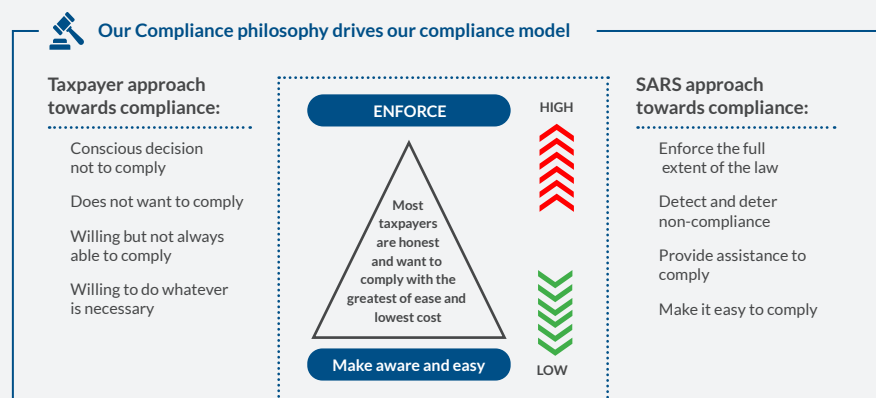 Our Compliance philosophy drives our compliance model
Taxpayer approach
towards compliance:
Conscious decision
not to comply
Does not want to comply
Willing but not always
able to comply
Willing to do whatever
is necessary
ENFORCE
Most
taxpayers
are honest
and want to
comply with the
greatest of ease and
lowest cost
Make aware and easy
HIGH
LOW
SARS approach
towards compliance:
Enforce the full
extent of the law
Detect and deter
non-compliance
Provide assistance to
comply
Make it easy to comply